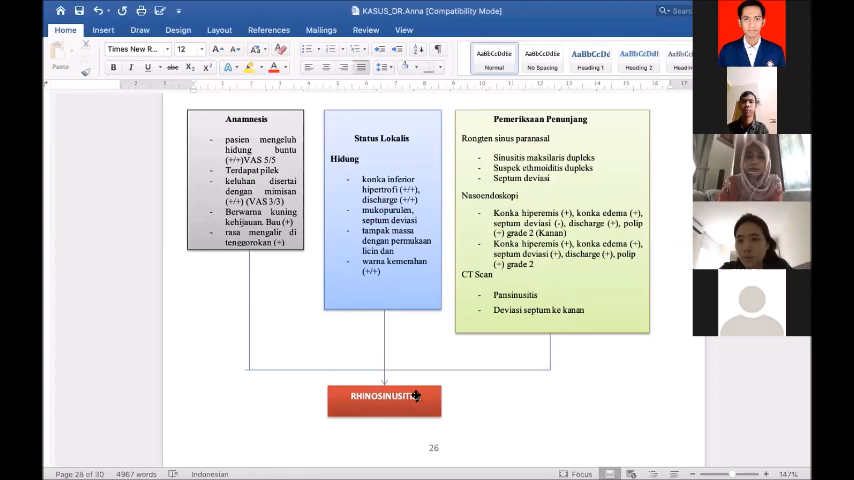 KASUS_DR.Anna [Compatibility Mode]
Home Insert Draw Design Layout References Mailings Review View
Times New R... 12
Paste
AaBbCcDdEe AaBbCcDdEe AaBbCcDd AaBbCcDdEe
Normal No Spacing Heading 1 Heading 2
Anamnesis
- pasien mengeluh
hidung buntu
(+/+)VAS 5/5
- Terdapat pilek
- keluhan disertai
dengan mimisan
(+/+) (VAS 3/3)
- Berwarna kuning
kehijauan. Bau (+)
- rasa mengalir di
tenggorokan (+)
Status Lokalis
Hidung
- konka inferior
hipertrofi (+/+),
discharge (+/+)
- mukopurulen,
septum deviasi
- tampak massa
dengan permukaan
licin dan
- warna kemerahan
(+/+)
Pemeriksaan Penunjang
Rongten sinus paranasal
- Sinusitis maksilaris dupleks
- Suspek ethmoiditis dupleks
- Septum deviasi
Nasoendoskopi
- Konka hiperemis (+), konka edema (+),
septum deviasi (-), discharge (+), polip
(+) grade 2 (Kanan)
- Konka hiperemis (+), konka edema (+),
septum deviasi (+), discharge (+), polip
(+) grade 2
CT Scan
- Pansinusitis
- Deviasi septum ke kanan
26
Page 28 of 30 4967 words Indonesian Focus 147%